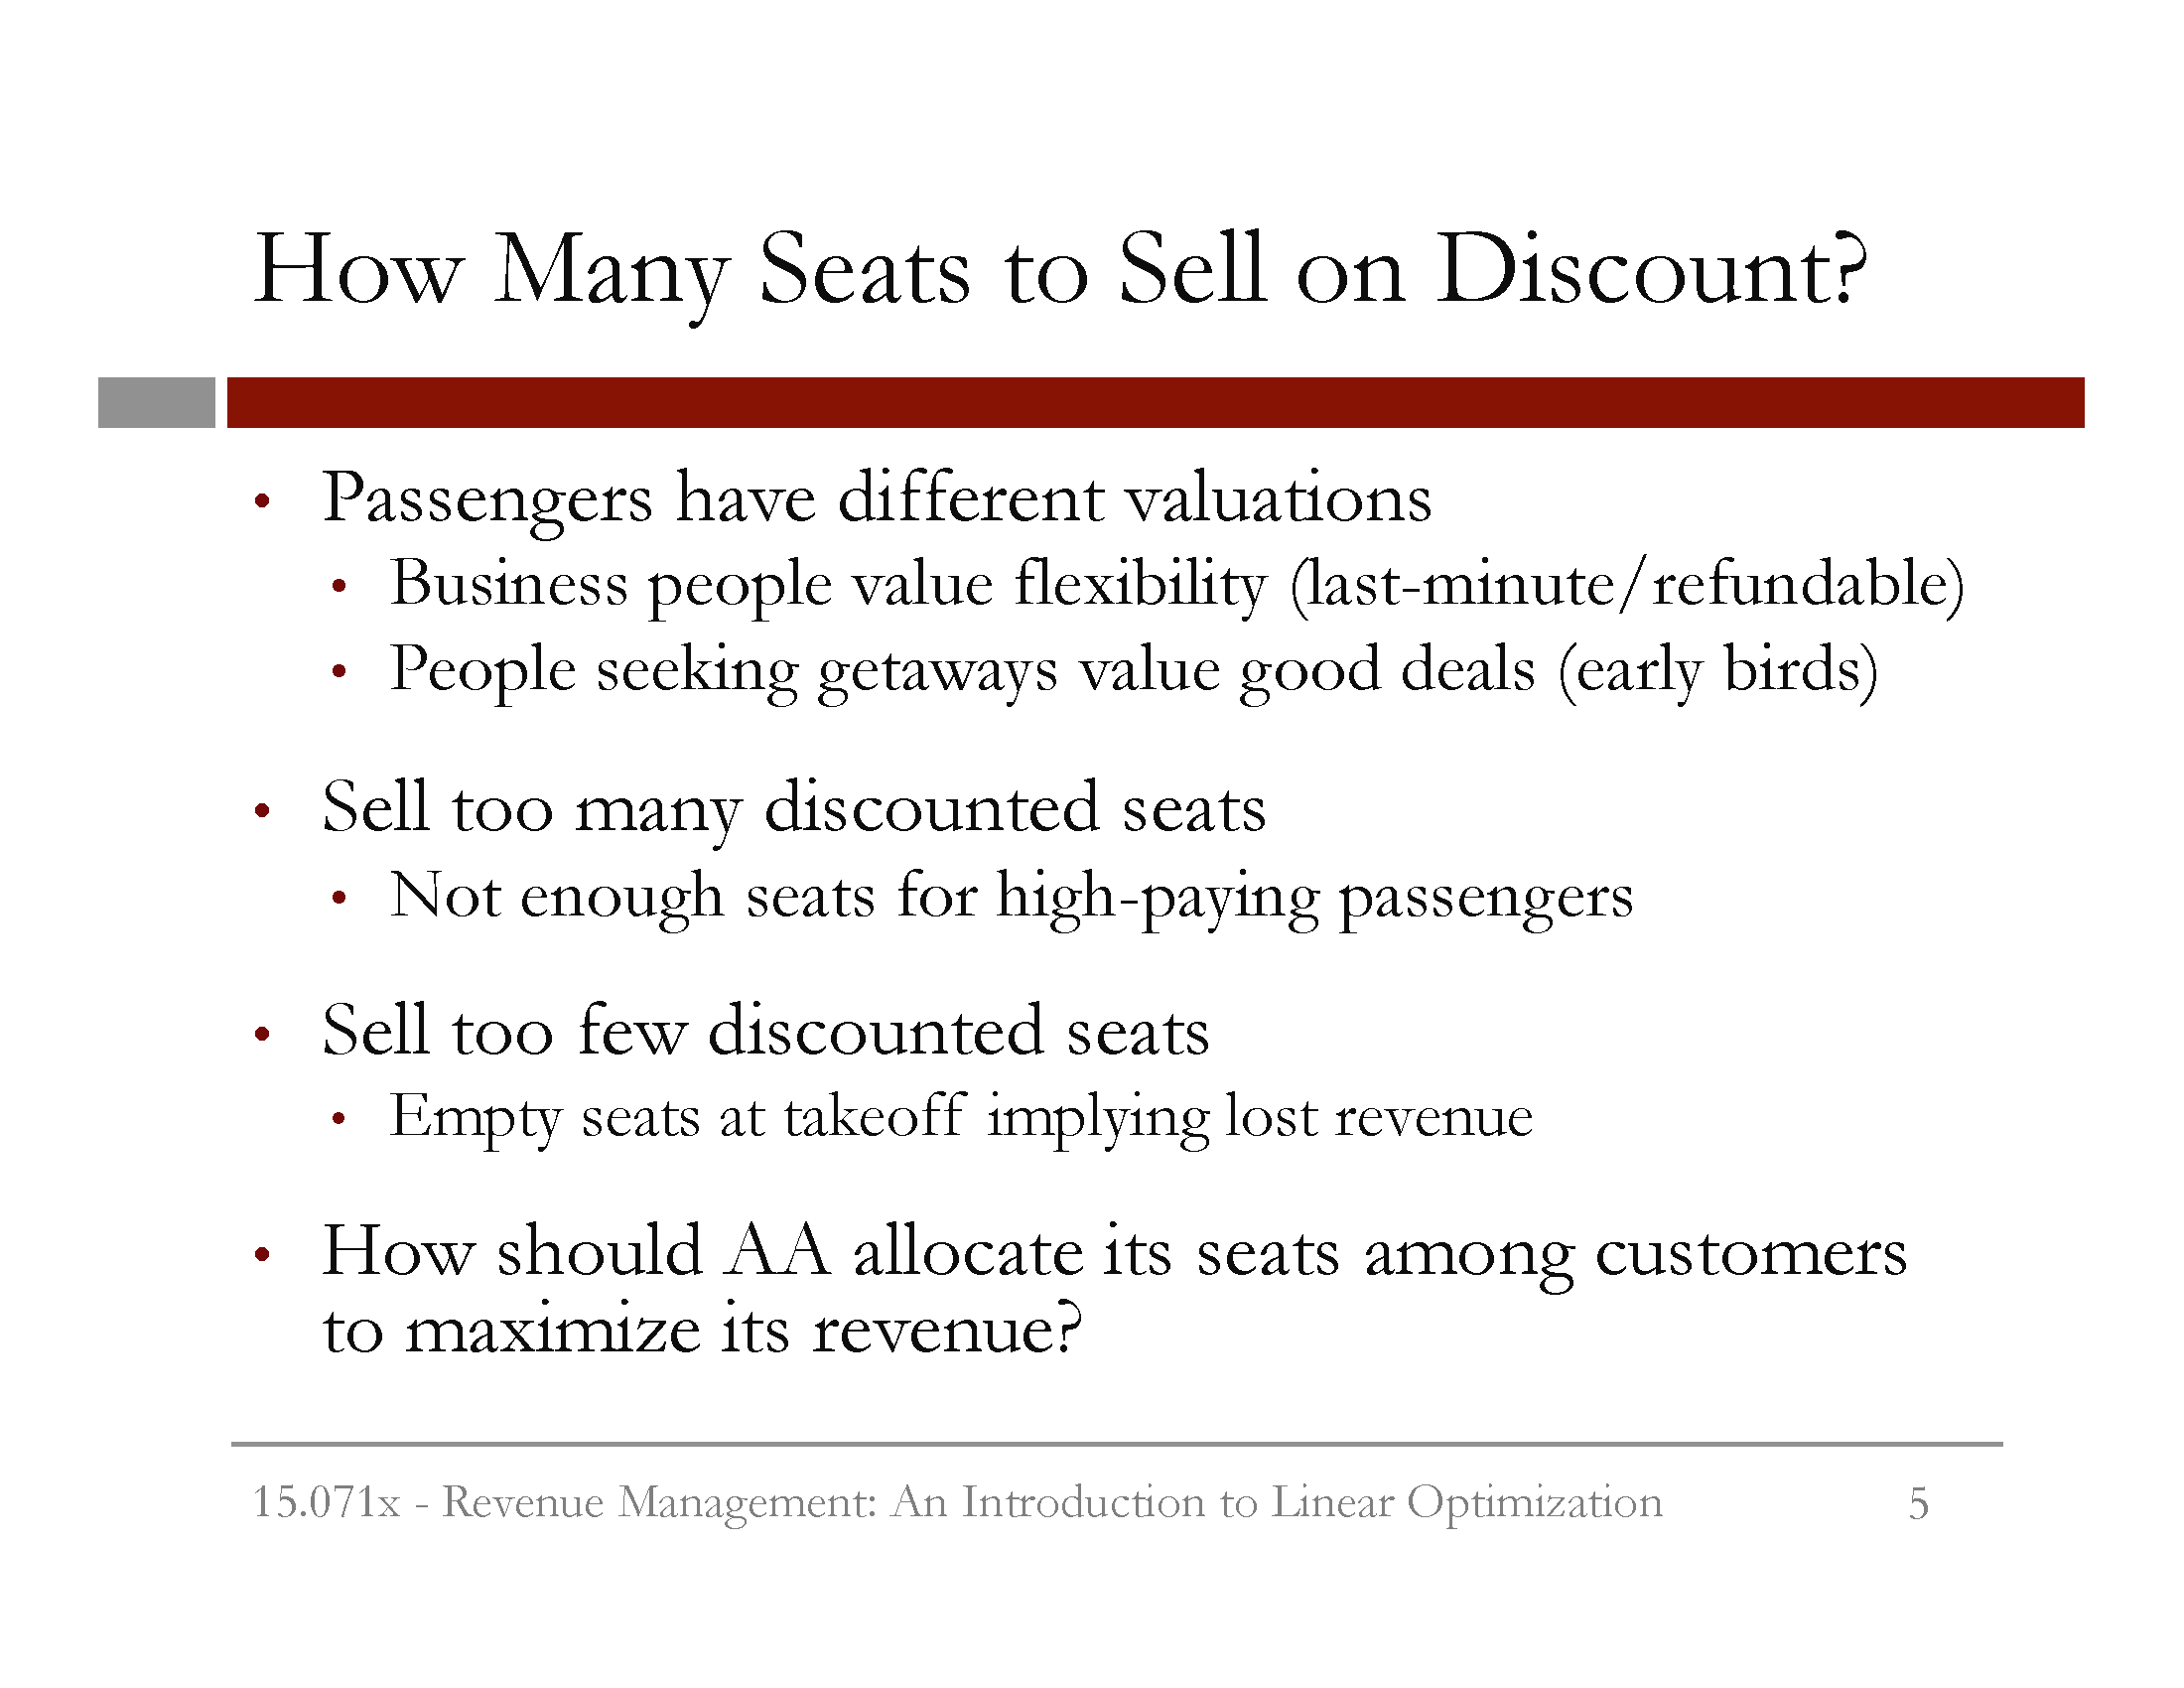 How Many Seats to Sell on Discount?
• Passengers have different valuations
• Business people value flexibility (last-minute/refundable)
• People seeking getaways value good deals (early birds)
• Sell too many discounted seats
• Not enough seats for high-paying passengers
• Sell too few discounted seats
• Empty seats at takeoff implying lost revenue
• How should AA allocate its seats among customers
to maximize its revenue?
15.071x - Revenue Management: An Introduction to Linear Optimization 5